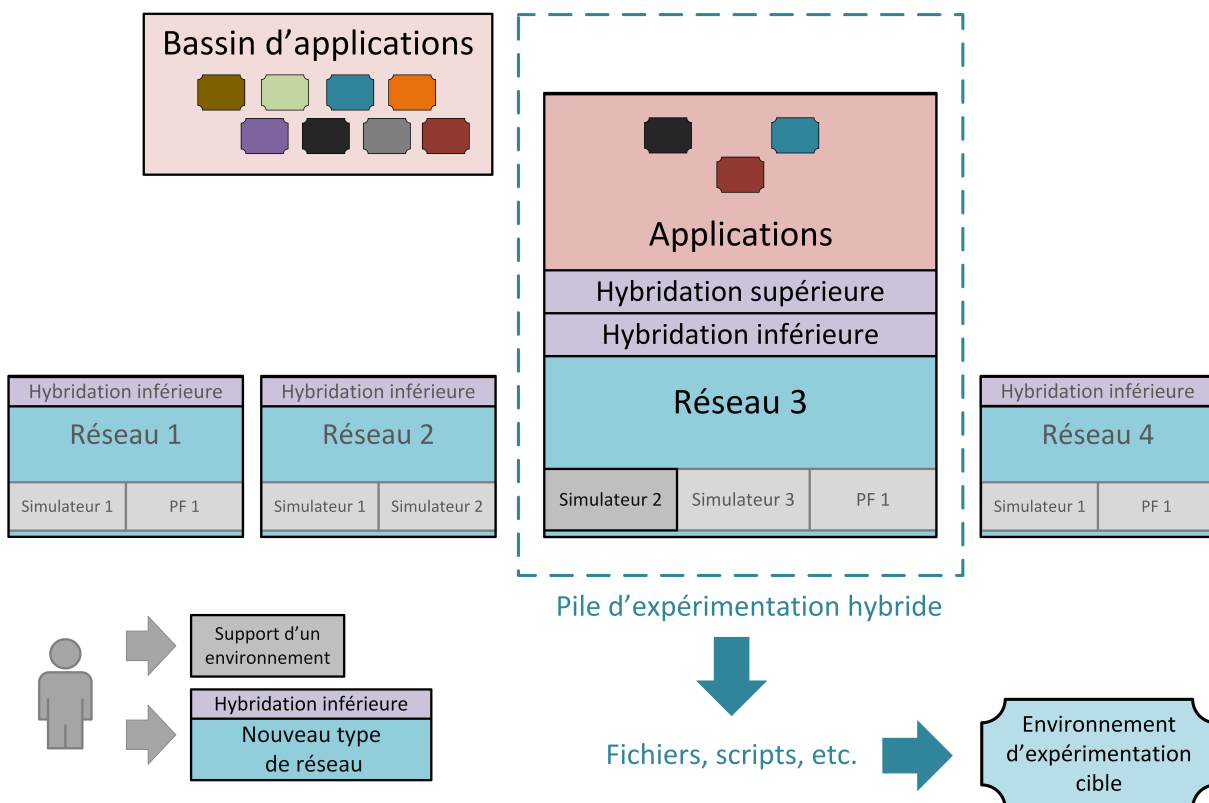 Bassin d’applications
Applications
Hybridation supérieure
Hybridation inférieure
Réseau 3
Simulateur 2
Simulateur 3
PF 1
Hybridation inférieure
Réseau 1
Simulateur 1
PF 1
Hybridation inférieure
Réseau 2
Simulateur 1
Simulateur 2
Hybridation inférieure
Réseau 4
Simulateur 1
PF 1
Pile d’expérimentation hybride
Support d’un
environnement
Hybridation inférieure
Nouveau type
de réseau
Fichiers, scripts, etc.
Environnement
d’expérimentation
cible